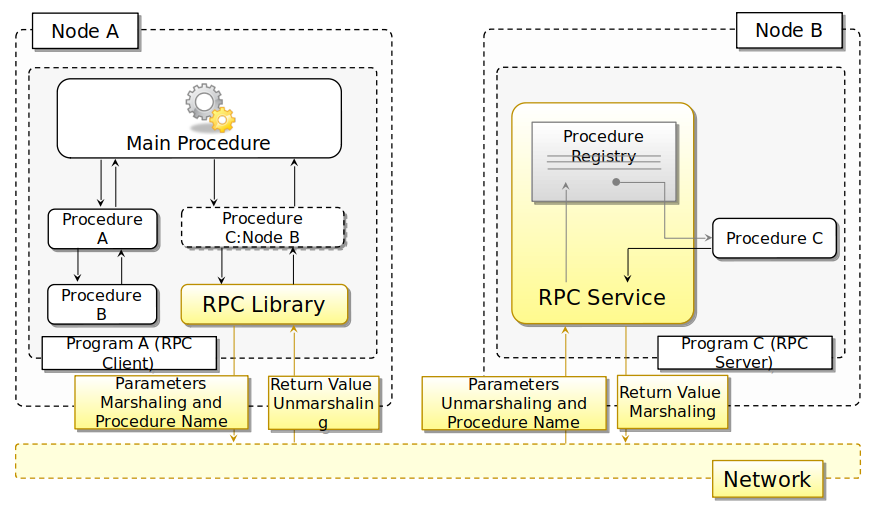 Node A
Node B
Main Procedure
Procedure
Registry
Procedure
A
Procedure
C:Node B
Procedure C
Procedure
B
RPC Library
RPC Service
Program A (RPC
Client)
Program C (RPC
Server)
Parameters
Marshaling and
Procedure Name
Return Value
Unmarshalin
g
Parameters
Unmarshaling and
Procedure Name
Return Value
Marshaling
Network